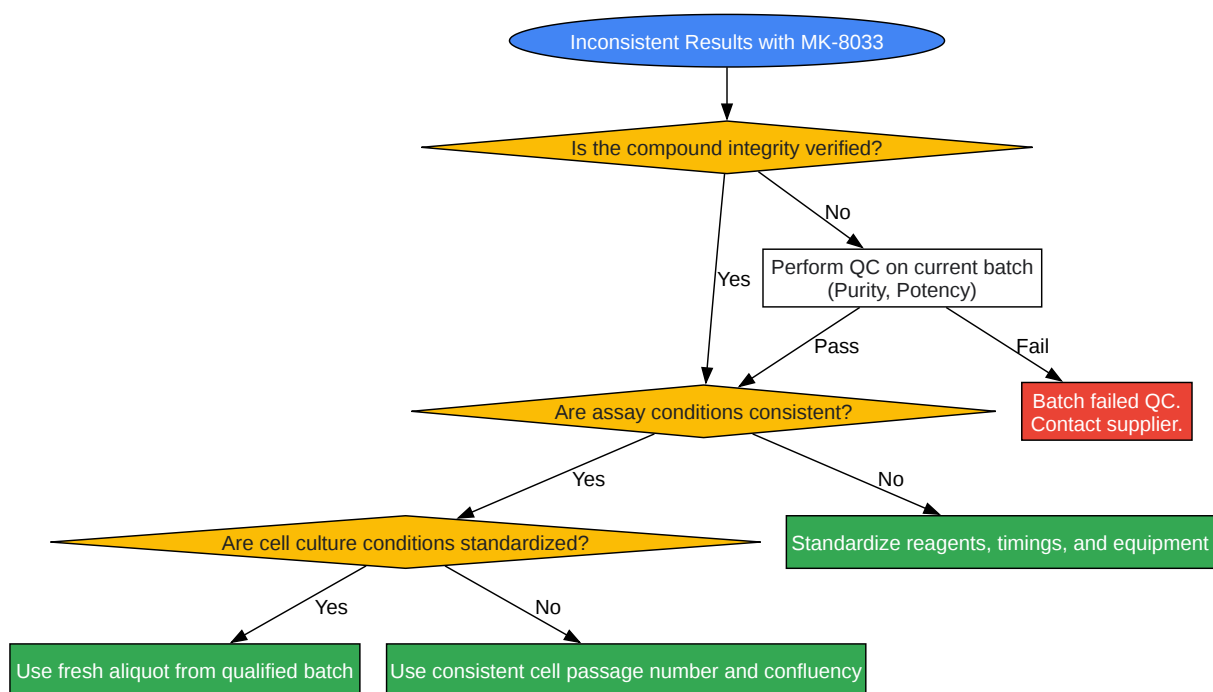 Inconsistent Results with MK-8033
Is the compound integrity verified?
No
Perform QC on current batch
(Purity, Potency)
Yes
Pass
Fail
Batch failed QC.
Contact supplier.
Are assay conditions consistent?
Yes
No
Are cell culture conditions standardized?
Standardize reagents, timings, and equipment
Yes
No
Use fresh aliquot from qualified batch
Use consistent cell passage number and confluency